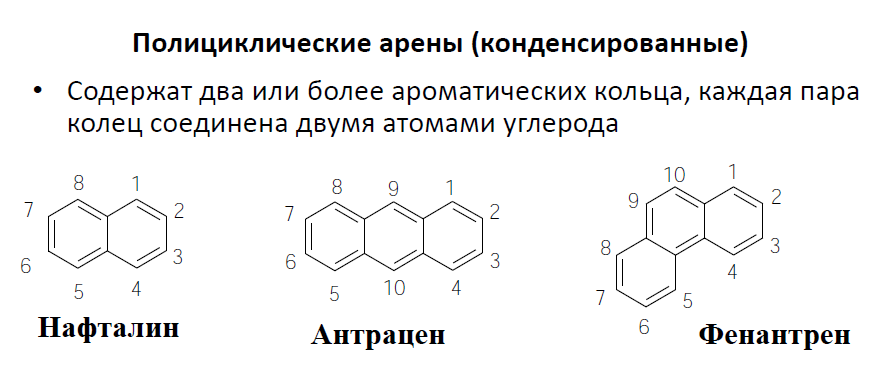 Полициклические арены (конденсированные)
• Содержат два или более ароматических кольца, каждая пара
колец соединена двумя атомами углерода
8 1
7 2
6 3
5 4
Нафталин
8 9 1
7 2
6 3
5 10 4
Антрацен
10 1
9 2
8 3
4
7 5
6
Фенантрен